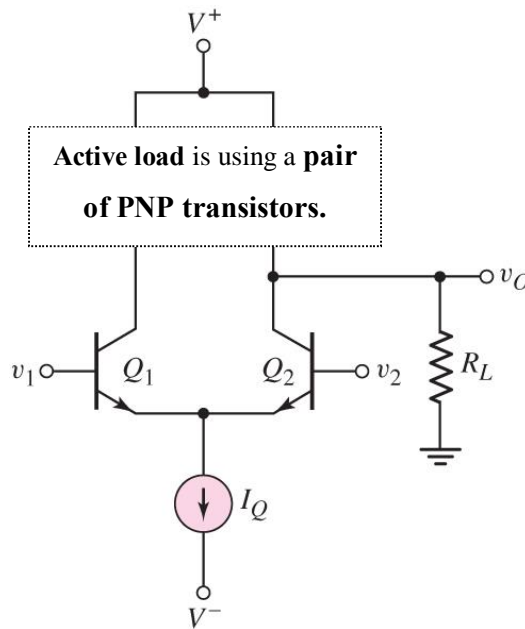 V+
Active load is using a pair
of PNP transistors.
vO
v1 Q1 Q2 v2 RL
IQ
V−